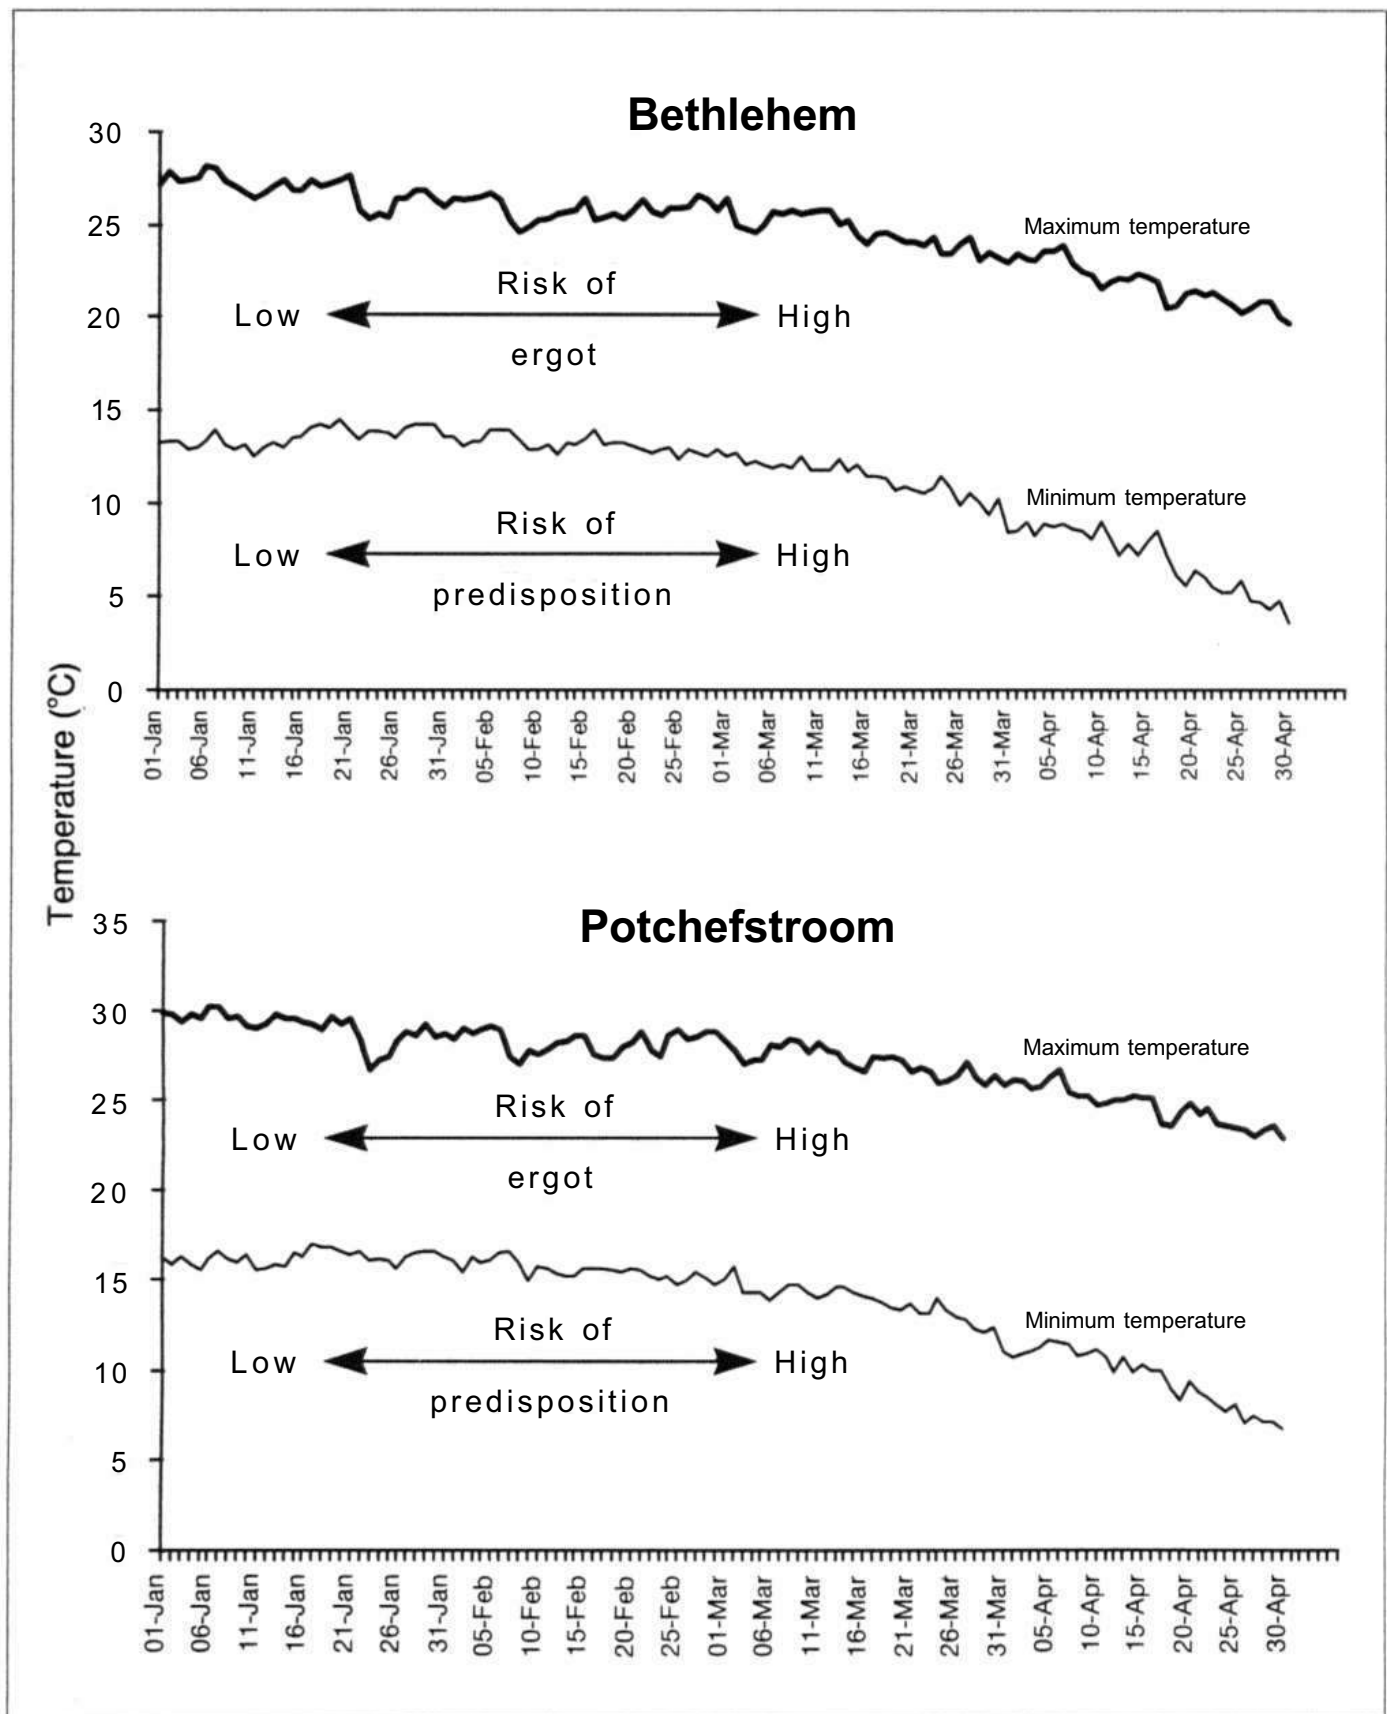 Bethlehem
30
25
20
15
10
5
0
Maximum temperature
Risk of
Low High
ergot
Minimum temperature
Risk of
Low High
predisposition
01-Jan
06-Jan
11-Jan
16-Jan
21-Jan
26-Jan
31-Jan
05-Feb
10-Feb
15-Feb
20-Feb
25-Feb
01-Mar
06-Mar
11-Mar
16-Mar
21-Mar
26-Mar
31-Mar
05-Apr
10-Apr
15-Apr
20-Apr
25-Apr
30-Apr
Temperature (°C)
Potchefstroom
35
30
25
20
15
10
5
0
Maximum temperature
Risk of
Low High
ergot
Minimum temperature
Risk of
Low High
predisposition
01-Jan
06-Jan
11-Jan
16-Jan
21-Jan
26-Jan
31-Jan
05-Feb
10-Feb
15-Feb
20-Feb
25-Feb
01-Mar
06-Mar
11-Mar
16-Mar
21-Mar
26-Mar
31-Mar
05-Apr
10-Apr
15-Apr
20-Apr
25-Apr
30-Apr